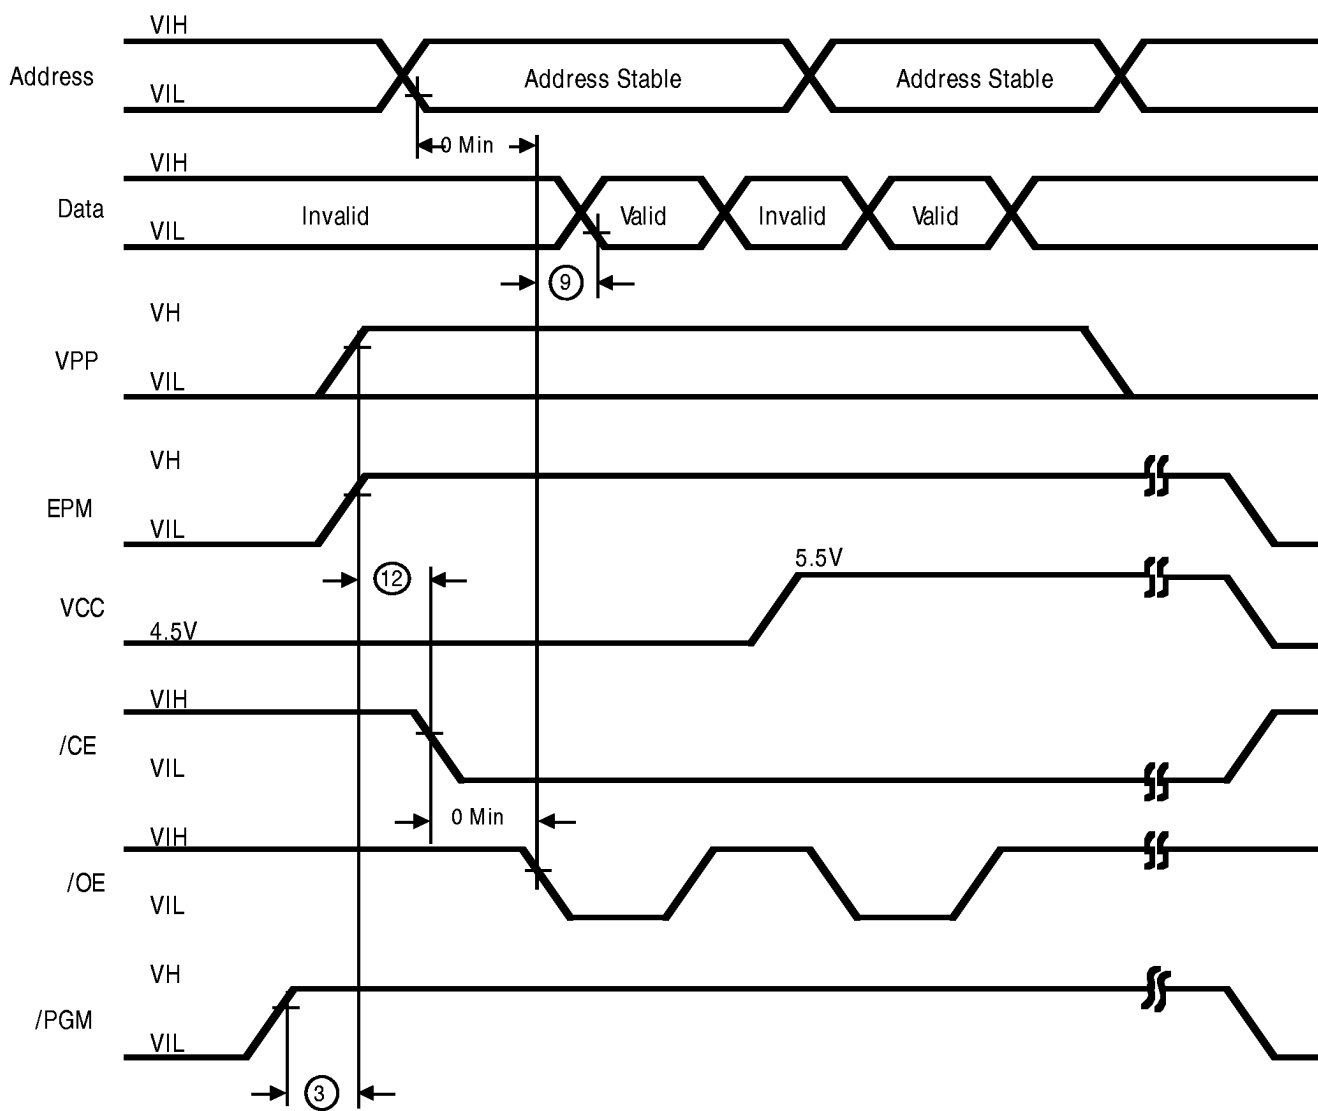 VIH
Address
VIL
Address Stable
Address Stable
0 Min
VIH
Data
VIL
Invalid
Valid
Invalid
Valid
9
VH
VPP
VIL
VH
EPM
VIL
12
5.5V
VCC
4.5V
VIH
/CE
VIL
0 Min
VIH
/OE
VIL
VH
/PGM
VIL
3